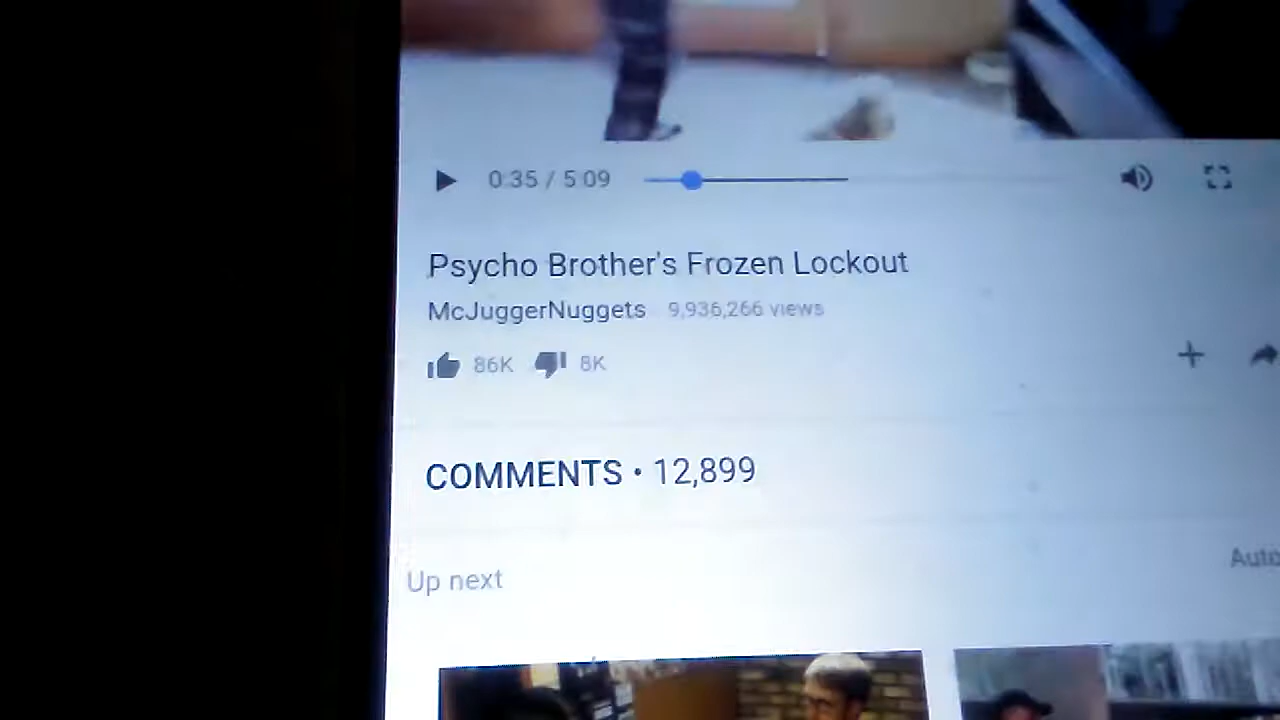 0:35 / 5:09
Psycho Brother's Frozen Lockout
McJuggerNuggets 9,936,266 views
86K 8K
COMMENTS • 12,899
Auto
Up next